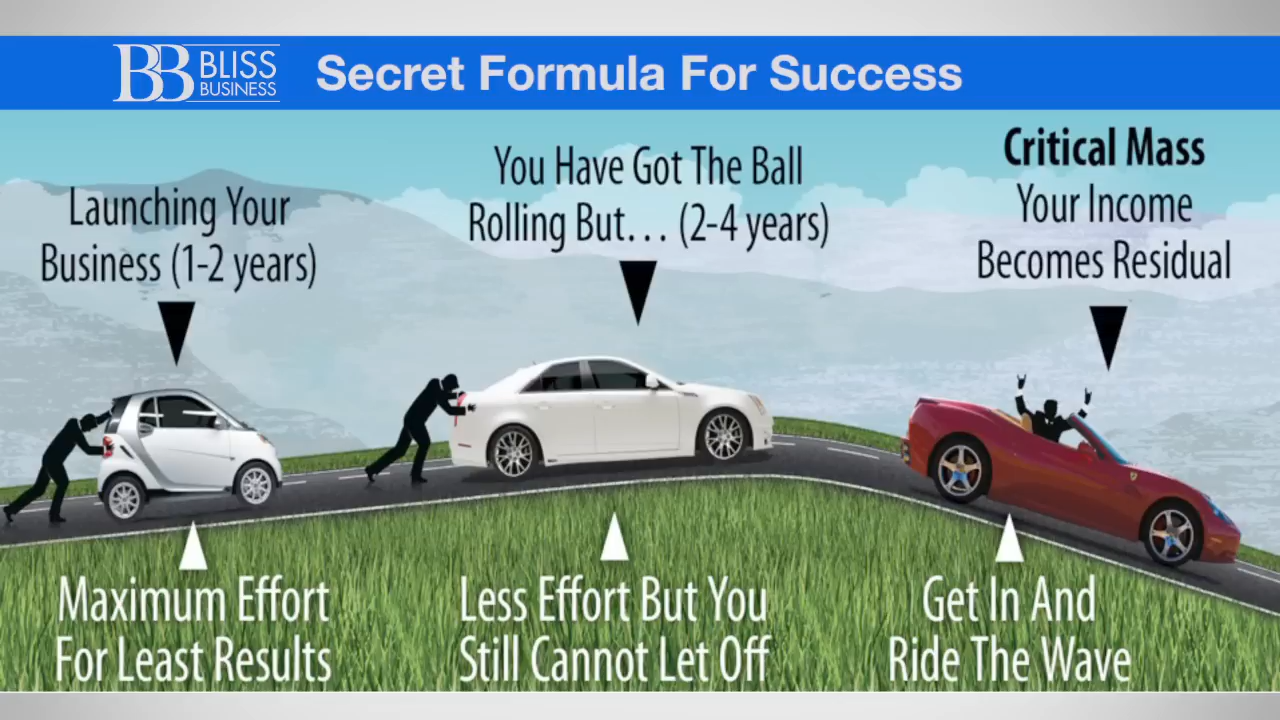 BB BLISS
BUSINESS
Secret Formula For Success
Launching Your
Business (1-2 years)
You Have Got The Ball
Rolling But… (2-4 years)
Critical Mass
Your Income
Becomes Residual
Maximum Effort
For Least Results
Less Effort But You
Still Cannot Let Off
Get In And
Ride The Wave